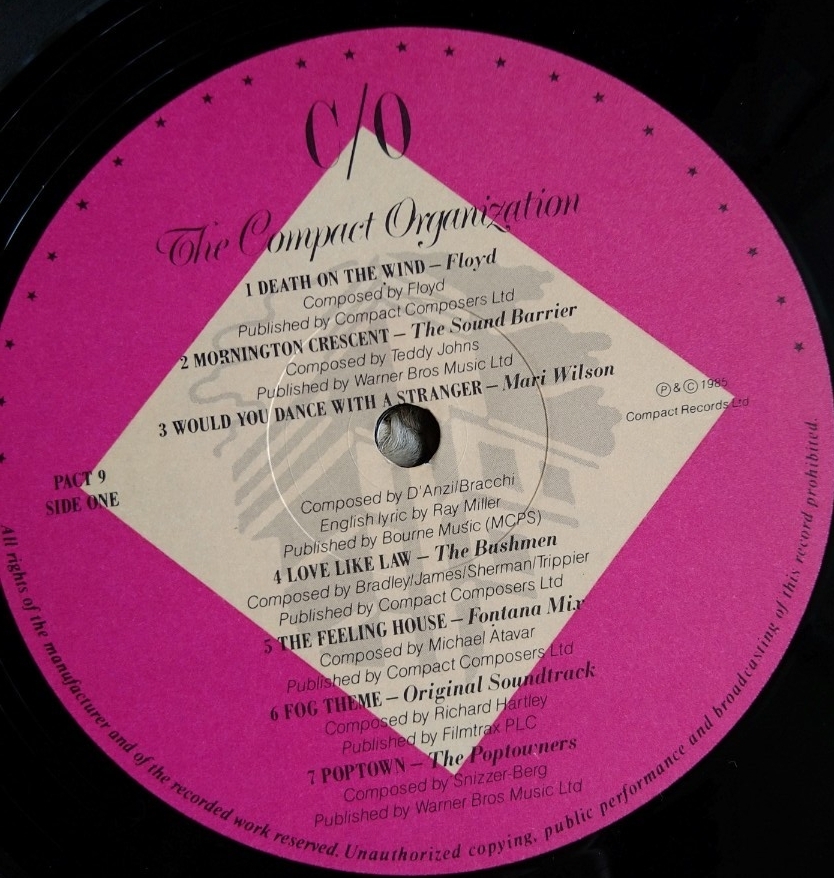 C/O
The Compact Organization
1 DEATH ON THE WIND – Floyd
Composed by Floyd
Published by Compact Composers Ltd
2 MORNINGTON CRESCENT – The Sound Barrier
Composed by Teddy Johns
Published by Warner Bros Music Ltd
3 WOULD YOU DANCE WITH A STRANGER – Mari Wilson
℗ & © 1985
Compact Records Ltd
PACT 9
SIDE ONE
Composed by D'Anzi/Bracchi
English lyric by Ray Miller
Published by Bourne Music (MCPS)
4 LOVE LIKE LAW – The Bushmen
Composed by Bradley/James/Sherman/Trippier
Published by Compact Composers Ltd
5 THE FEELING HOUSE – Fontana Mix
Composed by Michael Atavar
Published by Compact Composers Ltd
6 FOG THEME – Original Soundtrack
Composed by Richard Hartley
Published by Filmtrax PLC
7 POPTOWN – The Poptowners
Composed by Snizzer-Berg
Published by Warner Bros Music Ltd
All rights of the manufacturer and of the recorded work reserved. Unauthorized copying, public performance and broadcasting of this record prohibited.